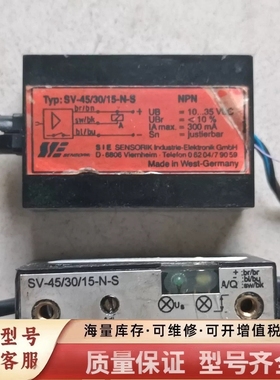 Typ: SV-45/30/15-N-S NPN
br/bn
sw/bk
bl/bu
UB = 10...35 VDC
UBr < 10 %
IA max = 300 mA
Sn = justierbar
SIE SENSORIK Industrie-Elektronik GmbH
D-6806 Viernheim · Telefon 0 62 04/7 90 59
Made in West-Germany
SV-45/30/15-N-S
UB
A/Q
+ :br/br
- :bl/bu
:sw/bk
型号
客服
海量库存·可维修·可开增值税
质量保证 型号齐